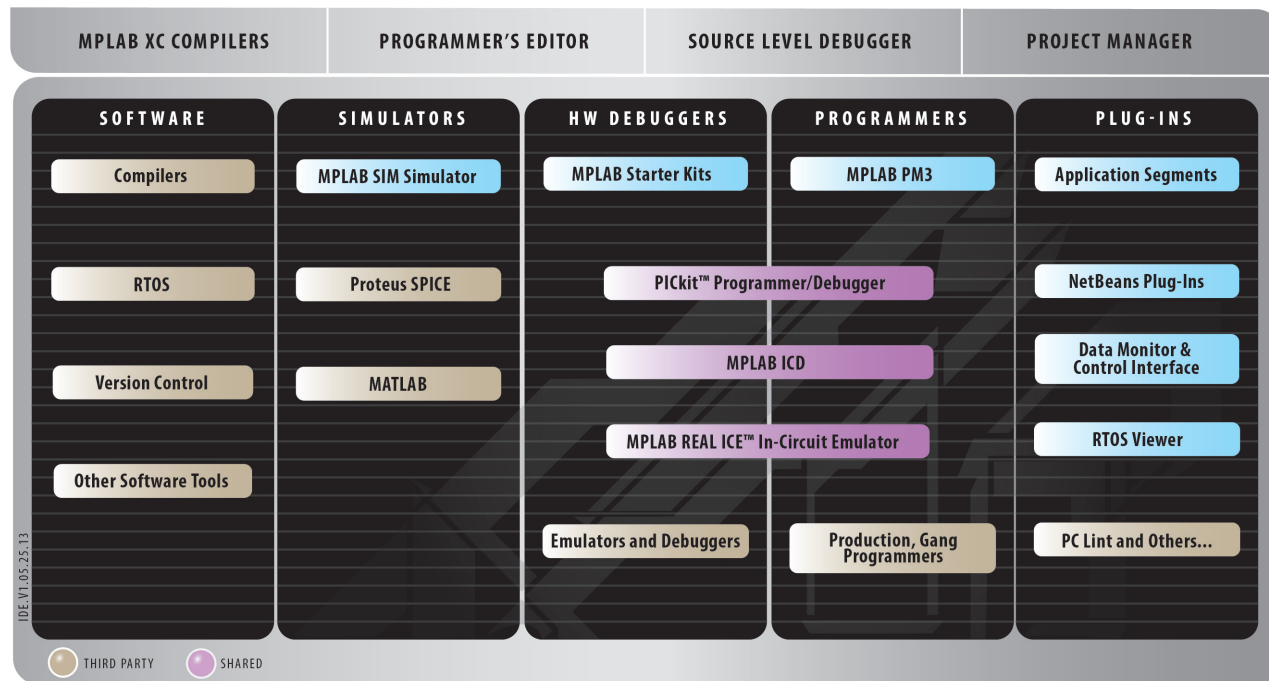 MPLAB XC COMPILERS
PROGRAMMER'S EDITOR
SOURCE LEVEL DEBUGGER
PROJECT MANAGER
SOFTWARE
Compilers
RTOS
Version Control
Other Software Tools
SIMULATORS
MPLAB SIM Simulator
Proteus SPICE
MATLAB
HW DEBUGGERS
PROGRAMMERS
MPLAB Starter Kits
MPLAB PM3
PICkit™ Programmer/Debugger
MPLAB ICD
MPLAB REAL ICE™ In-Circuit Emulator
Emulators and Debuggers
Production, Gang
Programmers
PLUG-INS
Application Segments
NetBeans Plug-Ins
Data Monitor &
Control Interface
RTOS Viewer
PC Lint and Others...
IDE.V1.05.25.13
THIRD PARTY
SHARED